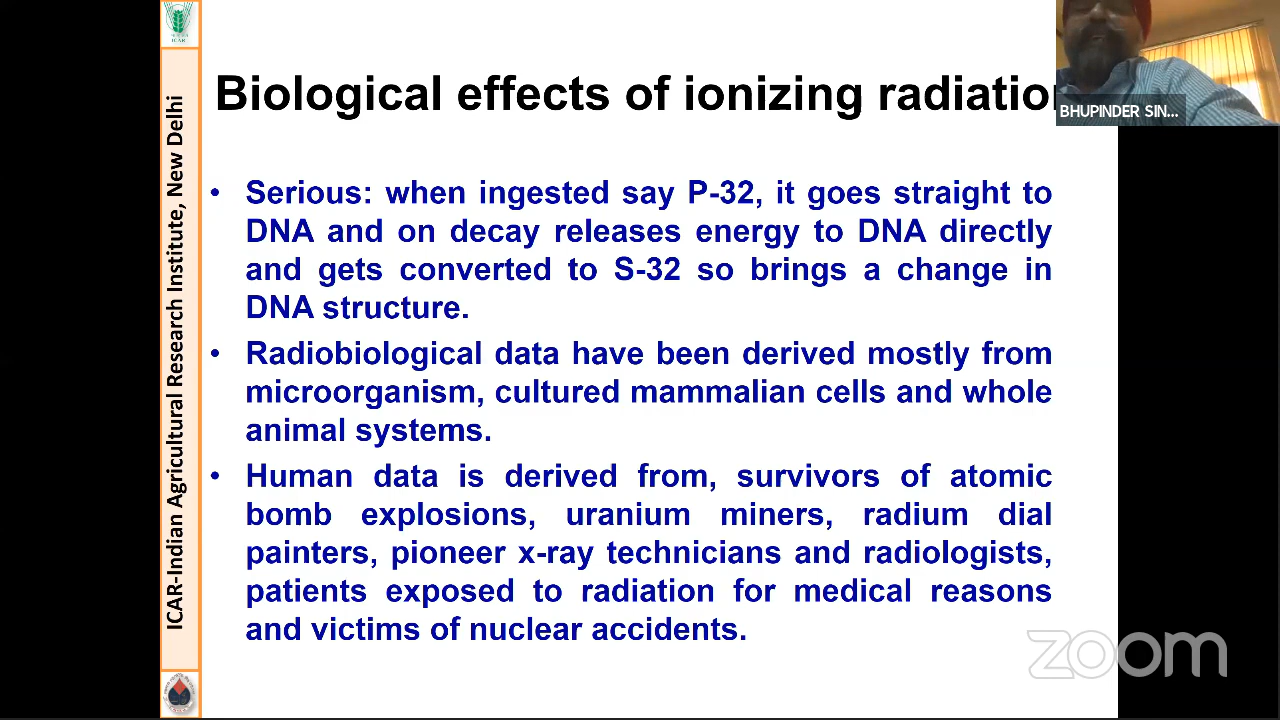 ICAR
Biological effects of ionizing radiation
BHUPINDER SIN...
ICAR-Indian Agricultural Research Institute, New Delhi
• Serious: when ingested say P-32, it goes straight to
DNA and on decay releases energy to DNA directly
and gets converted to S-32 so brings a change in
DNA structure.
• Radiobiological data have been derived mostly from
microorganism, cultured mammalian cells and whole
animal systems.
• Human data is derived from, survivors of atomic
bomb explosions, uranium miners, radium dial
painters, pioneer x-ray technicians and radiologists,
patients exposed to radiation for medical reasons
and victims of nuclear accidents.
zoom